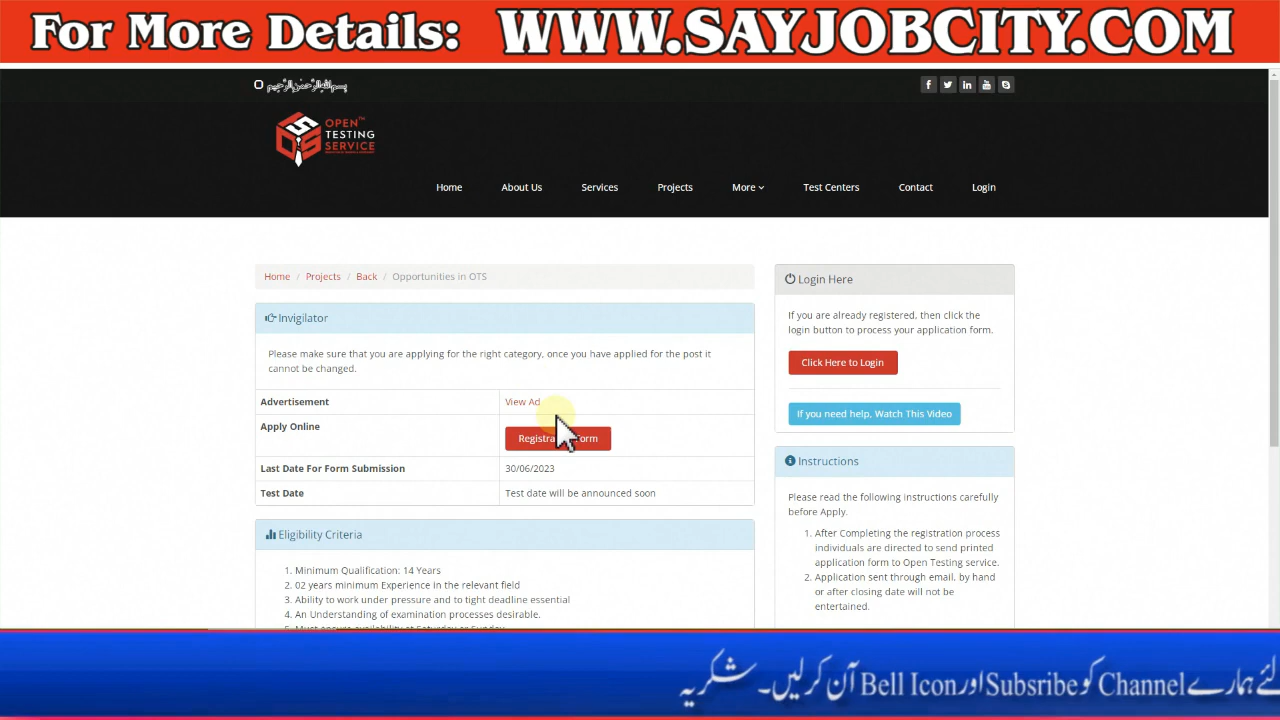 For More Details: WWW.SAYJOBCITY.COM
بسم اللہ الرحمن الرحیم
OPEN™
TESTING
SERVICE
Home About Us Services Projects More Test Centers Contact Login
Home / Projects / Back / Opportunities in OTS
Invigilator
Please make sure that you are applying for the right category, once you have applied for the post it
cannot be changed.
Advertisement View Ad
Apply Online
Last Date For Form Submission 30/06/2023
Test Date Test date will be announced soon
Eligibility Criteria
1. Minimum Qualification: 14 Years
2. 02 years minimum Experience in the relevant field
3. Ability to work under pressure and to tight deadline essential
4. An Understanding of examination processes desirable.
Login Here
If you are already registered, then click the
login button to process your application form.
Click Here to Login
If you need help, Watch This Video
Instructions
Please read the following instructions carefully
before Apply.
1. After Completing the registration process
individuals are directed to send printed
application form to Open Testing service.
2. Application sent through email, by hand
or after closing date will not be
entertained.
لئے ہمارے Channel کو Subsribe اور Bell Icon آن کر لیں۔ شکریہ